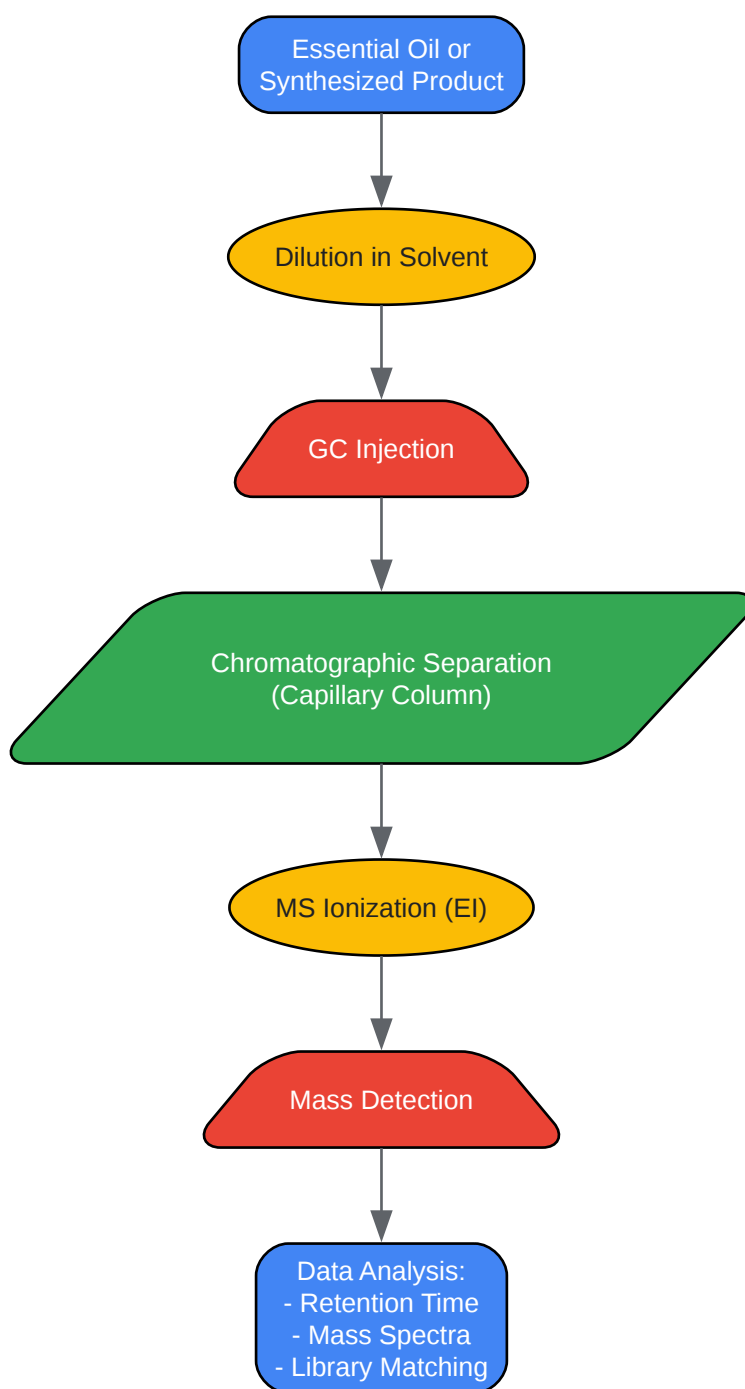 Essential Oil or
Synthesized Product
Dilution in Solvent
GC Injection
Chromatographic Separation
(Capillary Column)
MS Ionization (EI)
Mass Detection
Data Analysis:
- Retention Time
- Mass Spectra
- Library Matching